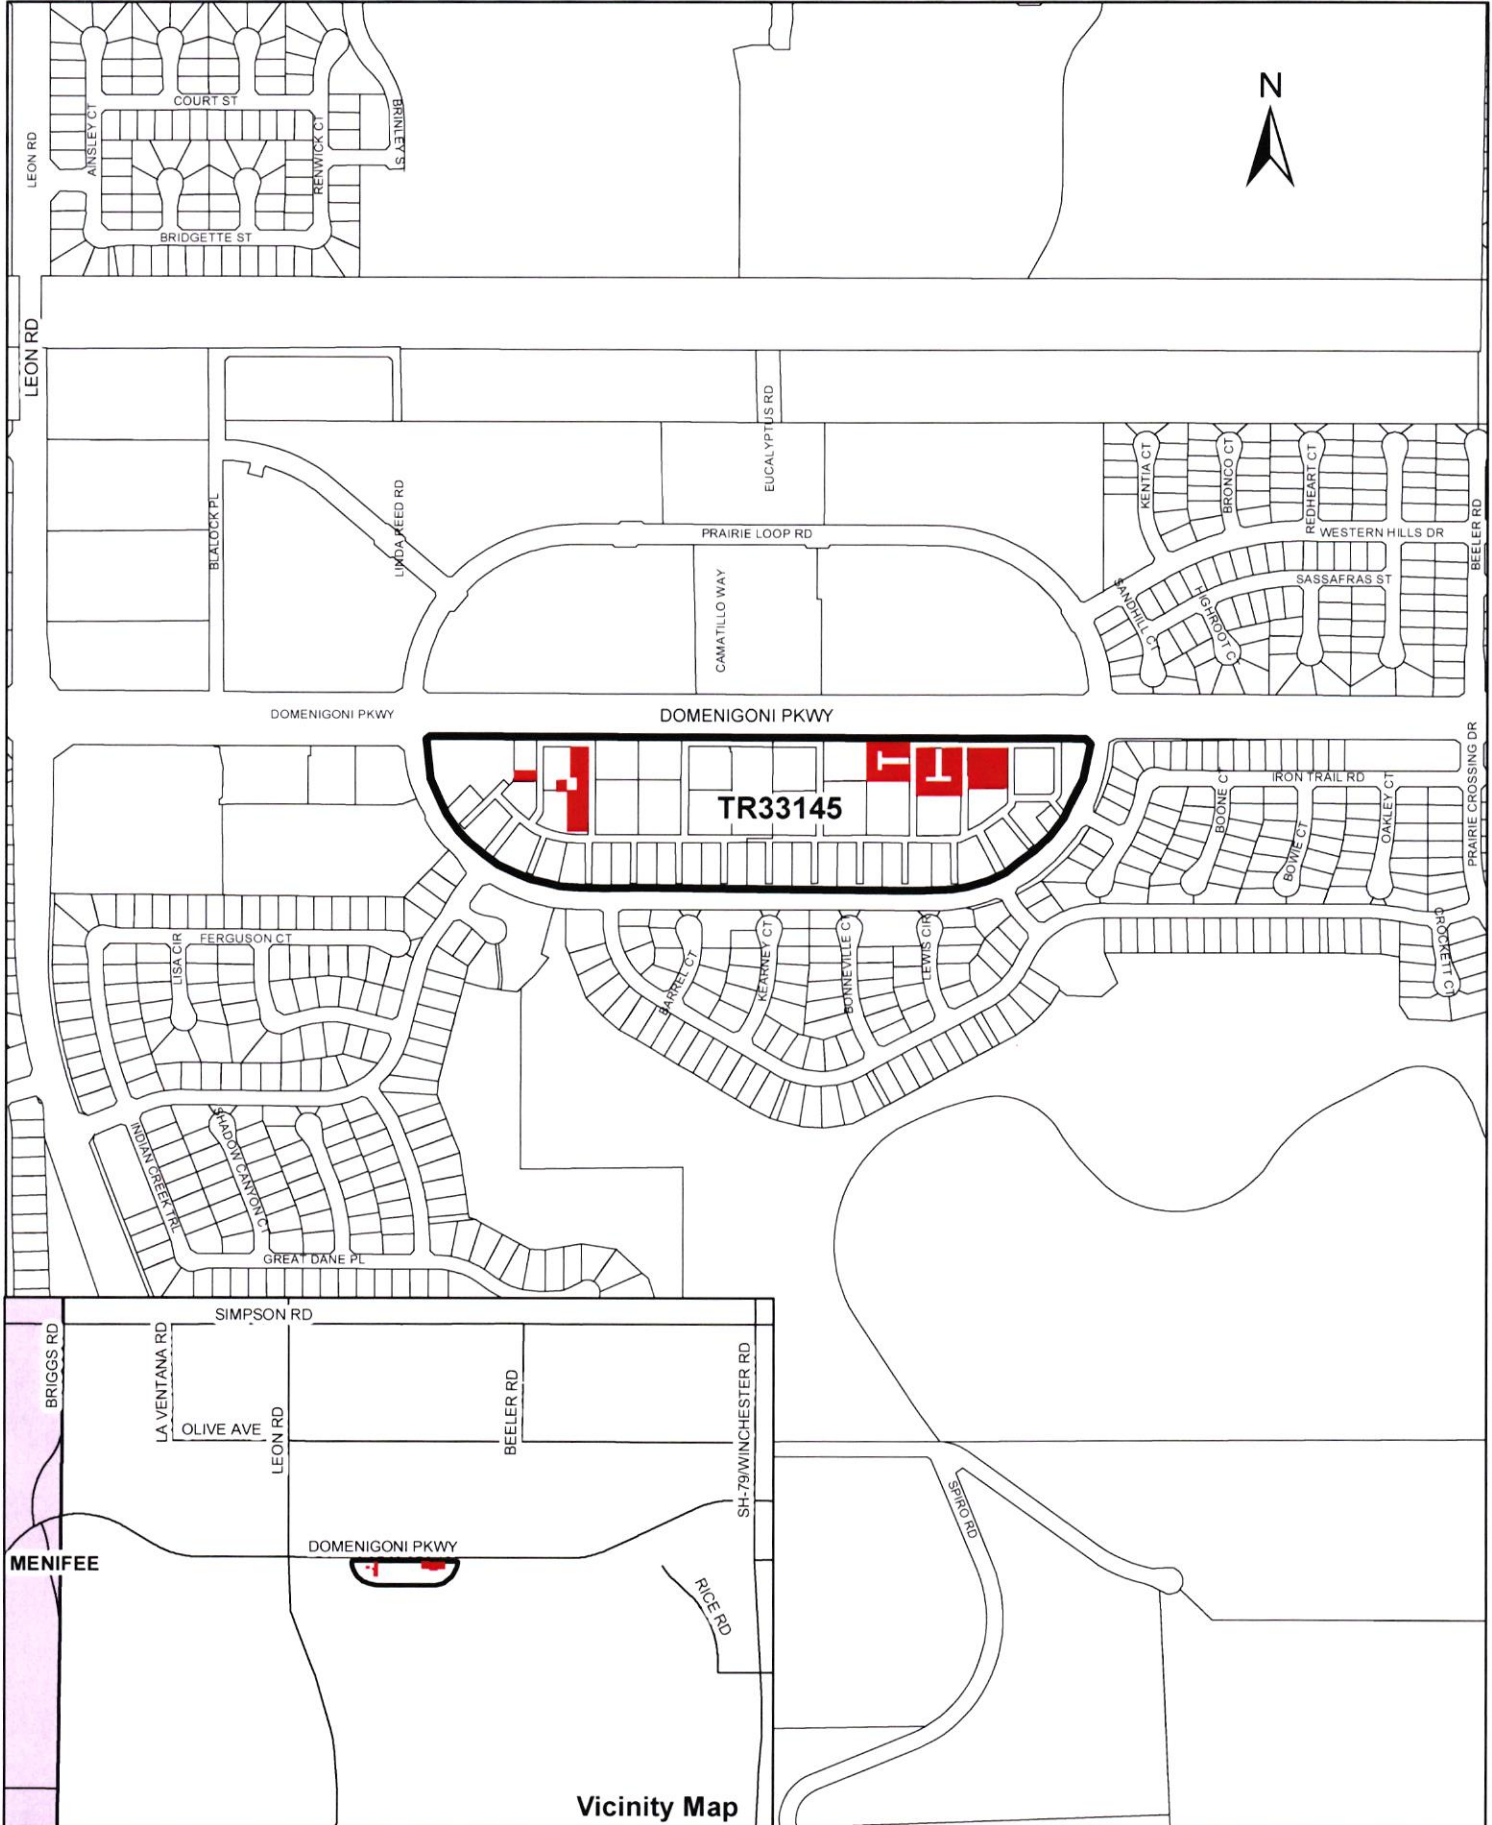 N
COURT ST
AINSLEY CT
RENWICK CT
BRINLEY ST
LEON RD
BRIDGETTE ST
LEON RD
EUCALYPTUS RD
KENTIA CT
BRONCO CT
REDHEART CT
WESTERN HILLS DR
BEELER RD
BLALOCK PL
LINDA REED RD
PRAIRIE LOOP RD
CAMATILLO WAY
SASSAFRAS ST
SANDHILL CT
HIGHROOT C
DOMENIGONI PKWY
DOMENIGONI PKWY
TR33145
IRON TRAIL RD
BOONE CT
BOWIE CT
OAKLEY CT
PRAIRIE CROSSING DR
FERGUSON CT
LISA CIR
BARREL CT
KEARNEY CT
BONNEVILLE CT
LEWIS CIR
CROCKETT CT
INDIAN CREEK TRL
SHADOW CANYON CT
GREAT DANE PL
SIMPSON RD
BRIGGS RD
LA VENTANA RD
OLIVE AVE
LEON RD
BEELER RD
SH-79/WINCHESTER RD
SPIRO RD
DOMENIGONI PKWY
MENIFEE
RICE RD
Vicinity Map